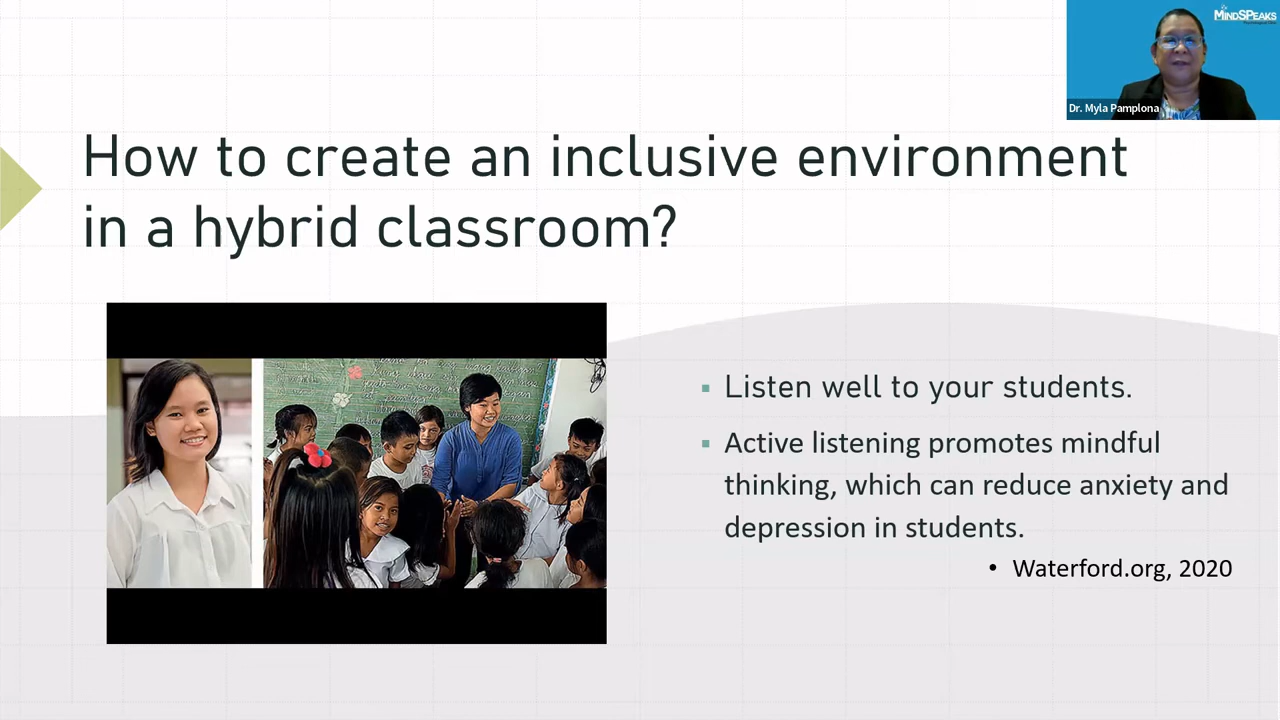 MINDSPEAKS
Dr. Myla Pamplona
How to create an inclusive environment
in a hybrid classroom?
▪ Listen well to your students.
▪ Active listening promotes mindful
thinking, which can reduce anxiety and
depression in students.
• Waterford.org, 2020